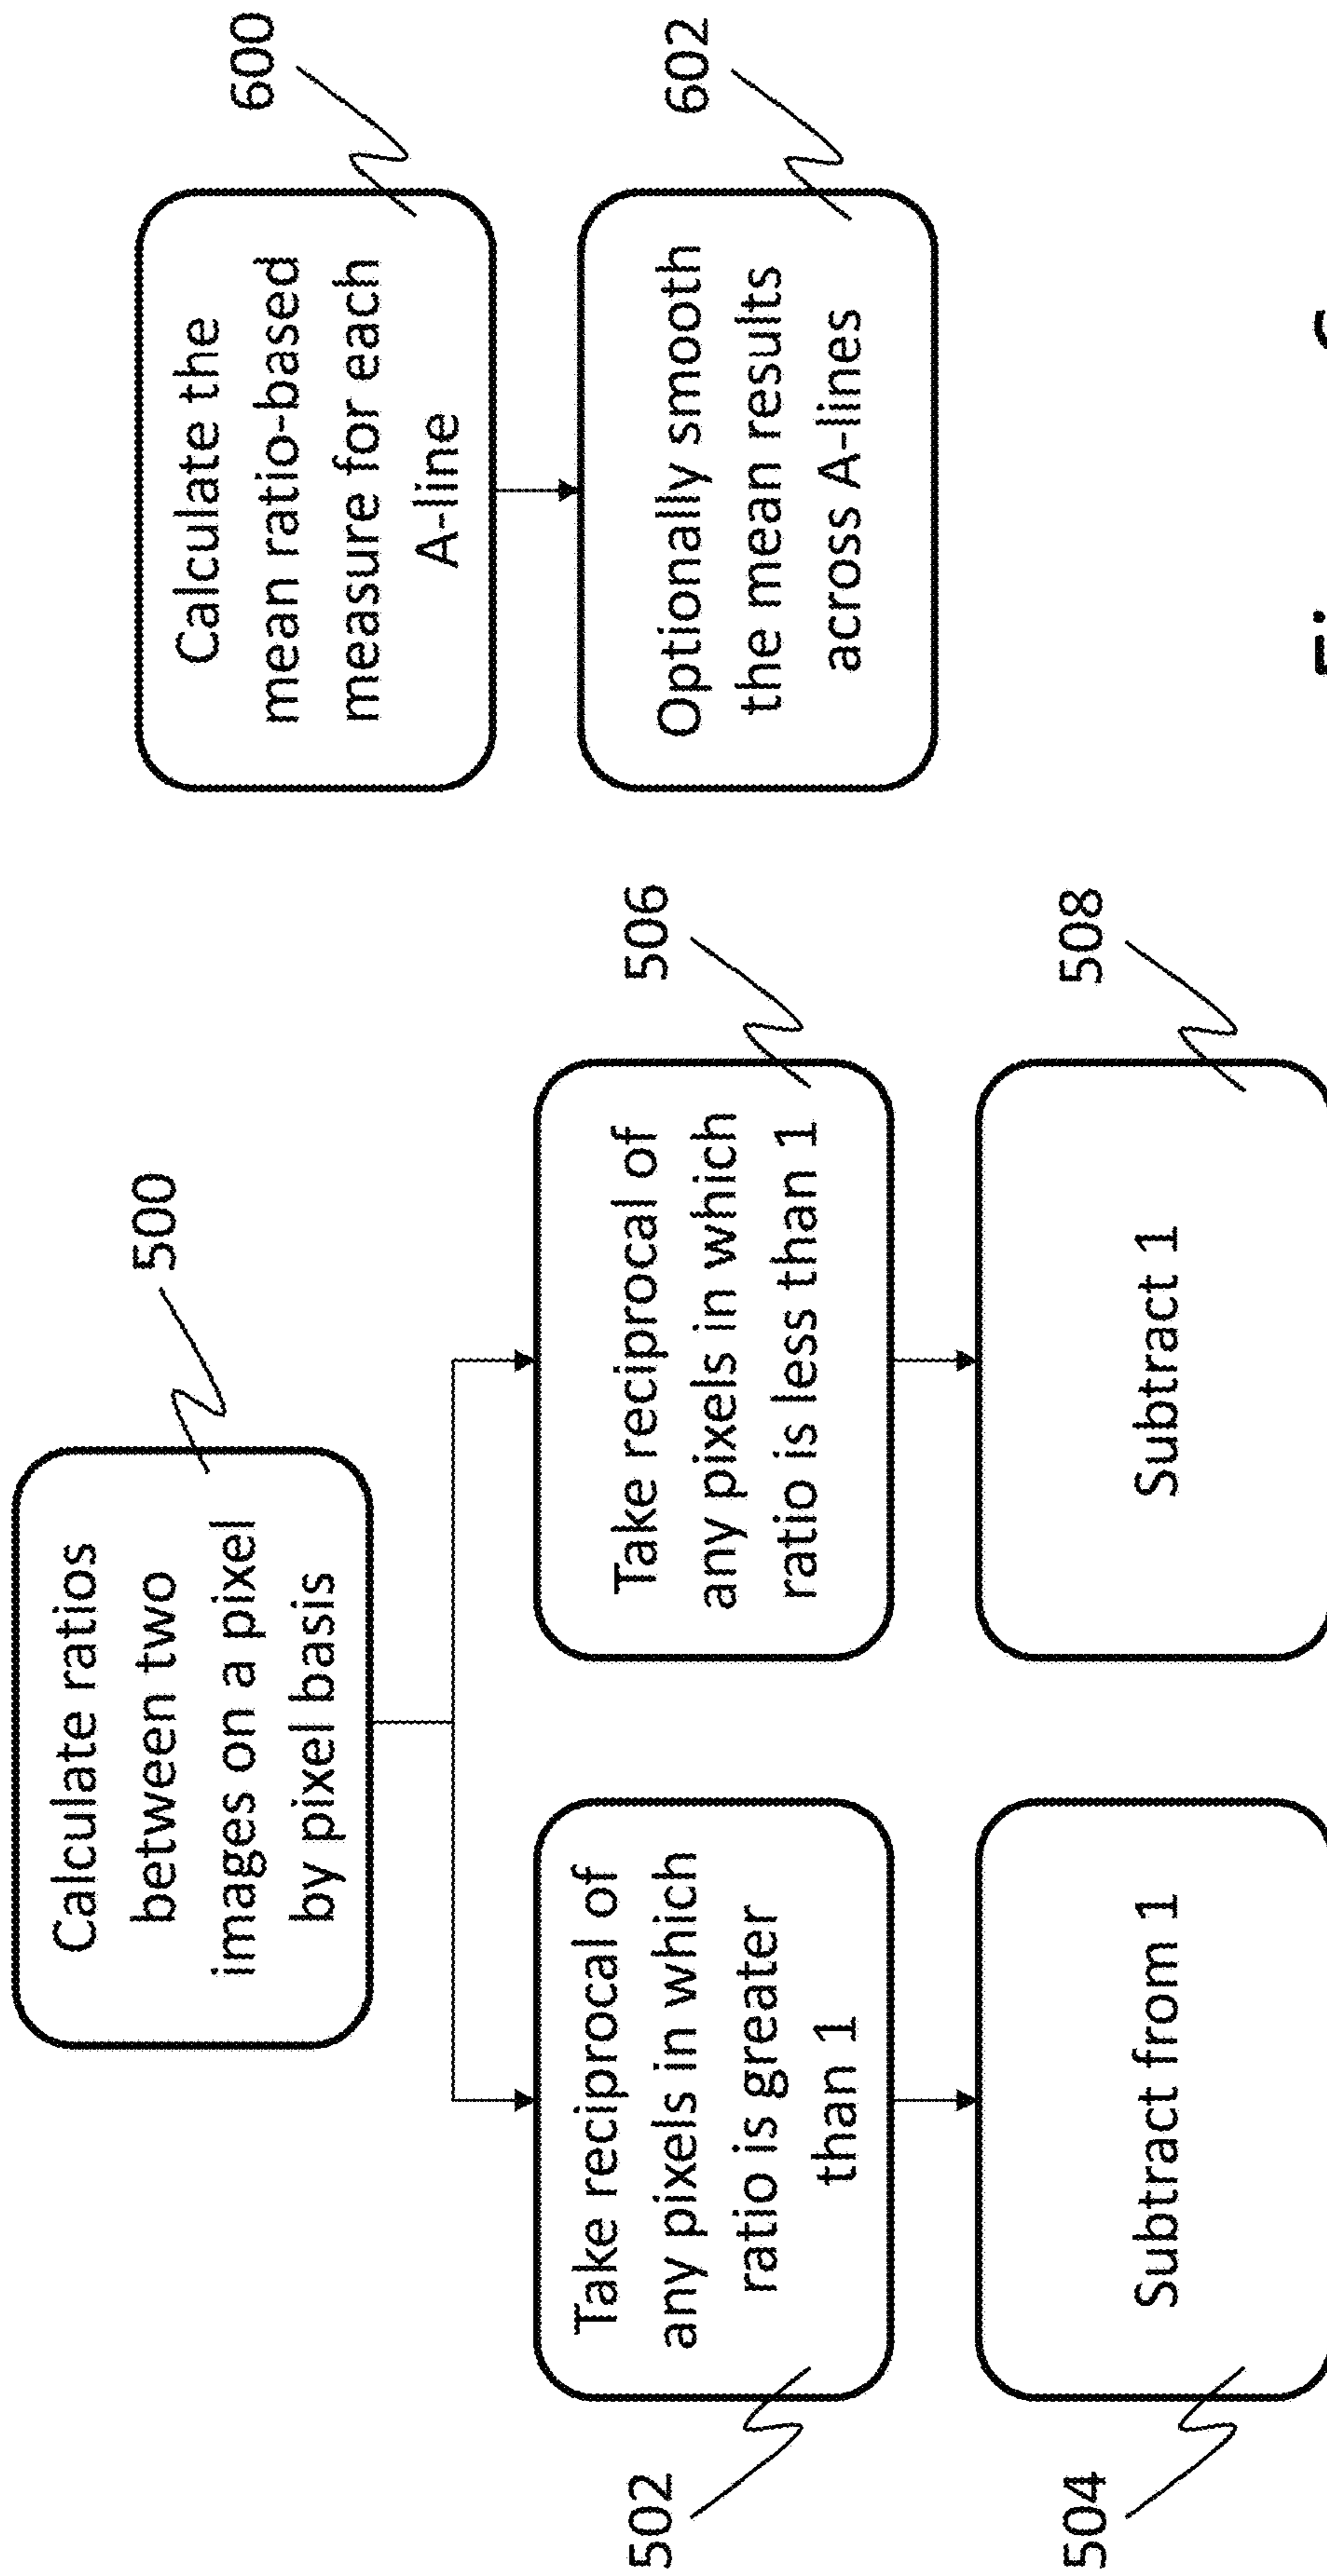 500
Calculate ratios
between two
images on a pixel
by pixel basis
502
Take reciprocal of
any pixels in which
ratio is greater
than 1
506
Take reciprocal of
any pixels in which
ratio is less than 1
504
Subtract from 1
508
Subtract 1
600
Calculate the
mean ratio-based
measure for each
A-line
602
Optionally smooth
the mean results
across A-lines